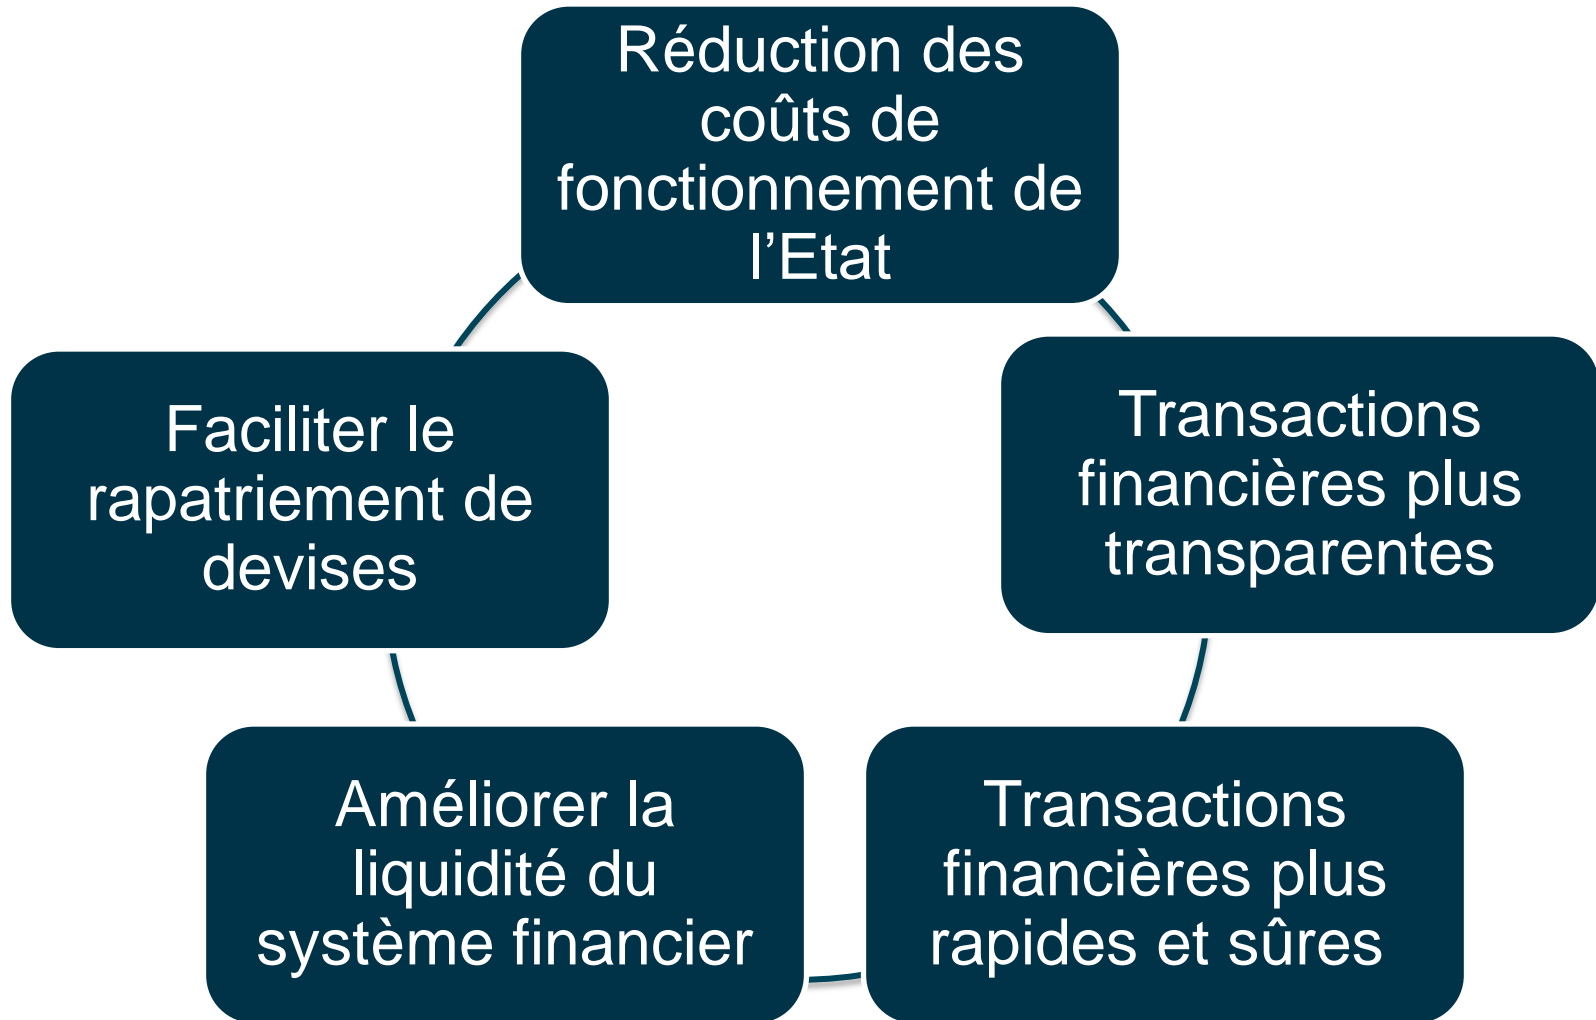 Réduction des
coûts de
fonctionnement de
l’Etat
Transactions
financières plus
transparentes
Transactions
financières plus
rapides et sûres
Améliorer la
liquidité du
système financier
Faciliter le
rapatriement de
devises